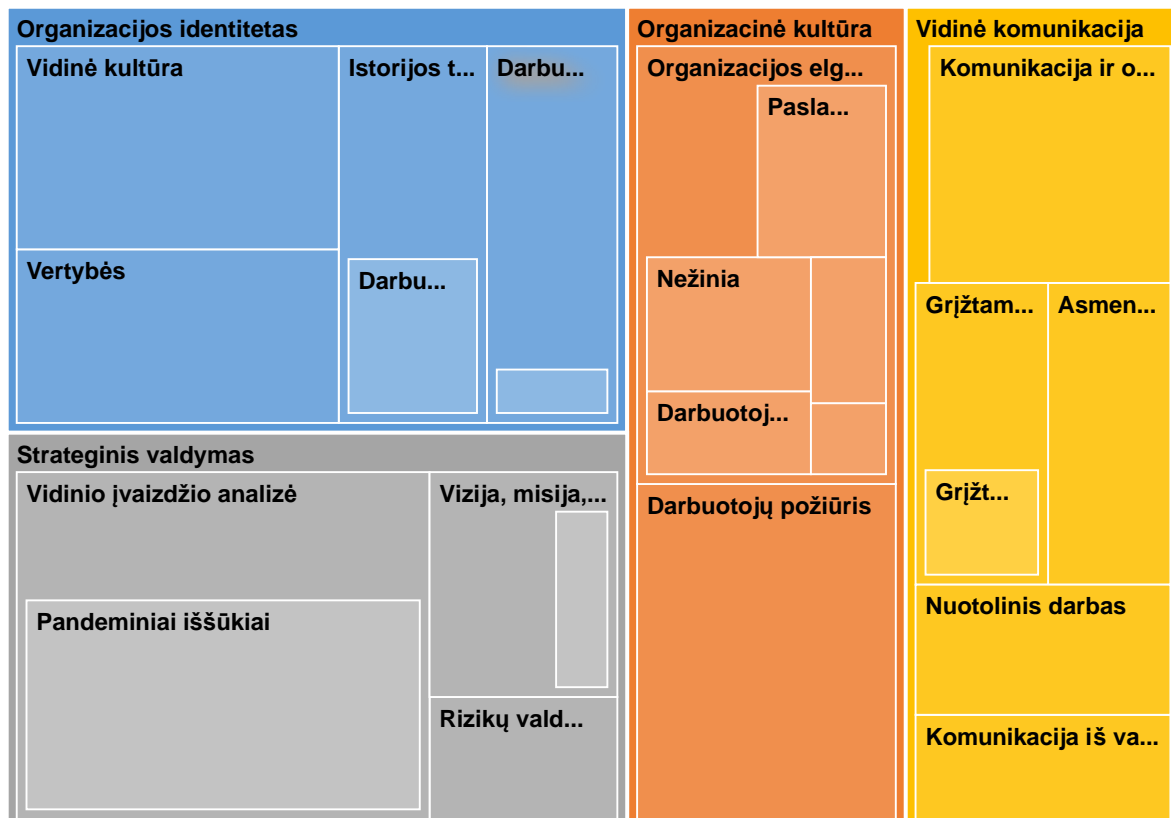 Organizacijos identitetas
Vidinė kultūra
Istorijos t...
Darbu...
Vertybės
Darbu...
Strateginis valdymas
Vidinio įvaizdžio analizė
Vizija, misija,...
Pandeminiai iššūkiai
Rizikų vald...
Organizacinė kultūra
Organizacijos elg...
Pasla...
Nežinia
Darbuotoj...
Darbuotojų požiūris
Vidinė komunikacija
Komunikacija ir o...
Grįžtam...
Asmen...
Grįžt...
Nuotolinis darbas
Komunikacija iš va...